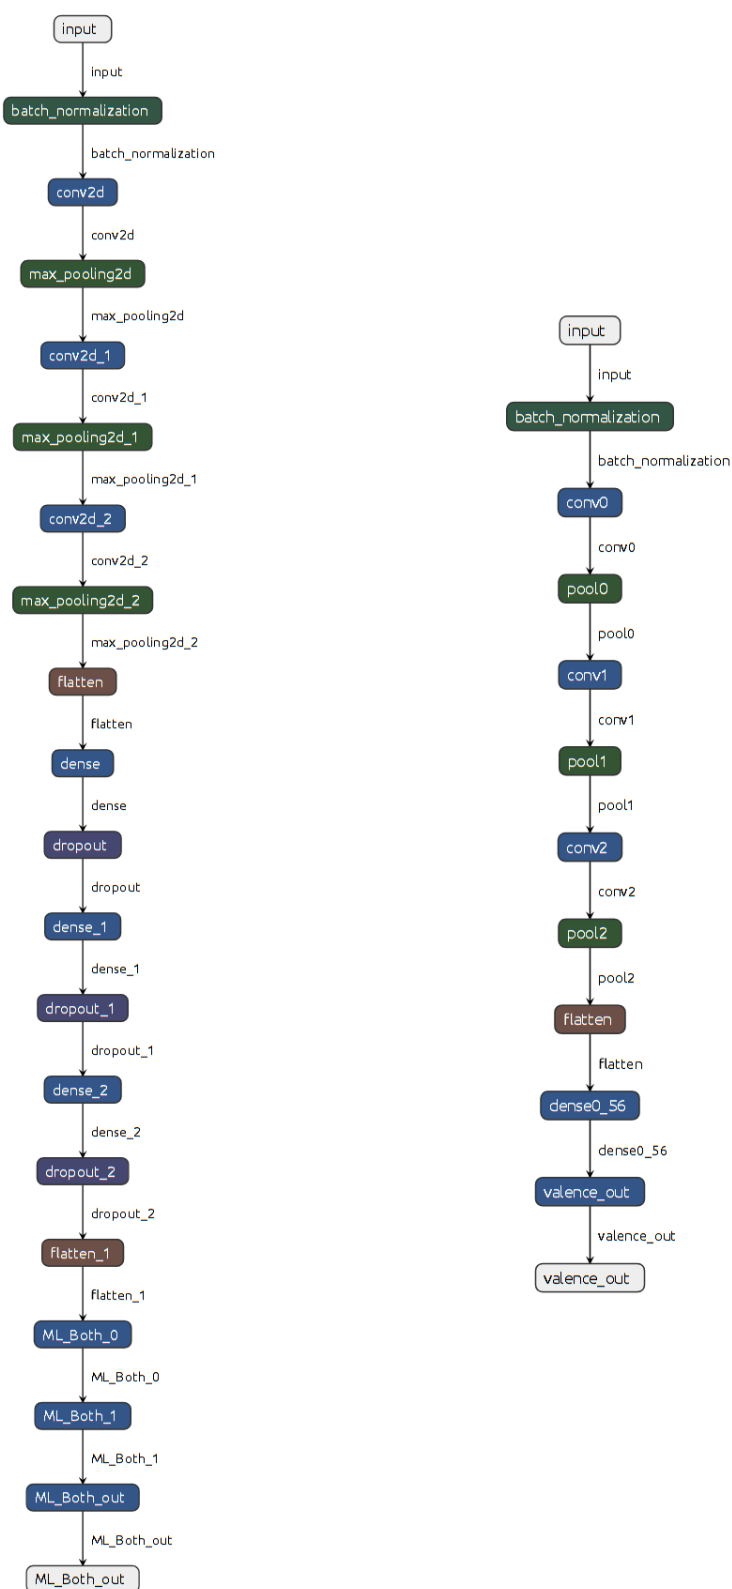 input
input
batch_normalization
batch_normalization
conv2d
conv2d
max_pooling2d
max_pooling2d
conv2d_1
conv2d_1
max_pooling2d_1
max_pooling2d_1
conv2d_2
conv2d_2
max_pooling2d_2
max_pooling2d_2
flatten
flatten
dense
dense
dropout
dropout
dense_1
dense_1
dropout_1
dropout_1
dense_2
dense_2
dropout_2
dropout_2
flatten_1
flatten_1
ML_Both_0
ML_Both_0
ML_Both_1
ML_Both_1
ML_Both_out
ML_Both_out
ML_Both_out
input
input
batch_normalization
batch_normalization
conv0
conv0
pool0
pool0
conv1
conv1
pool1
pool1
conv2
conv2
pool2
pool2
flatten
flatten
dense0_56
dense0_56
valence_out
valence_out
valence_out